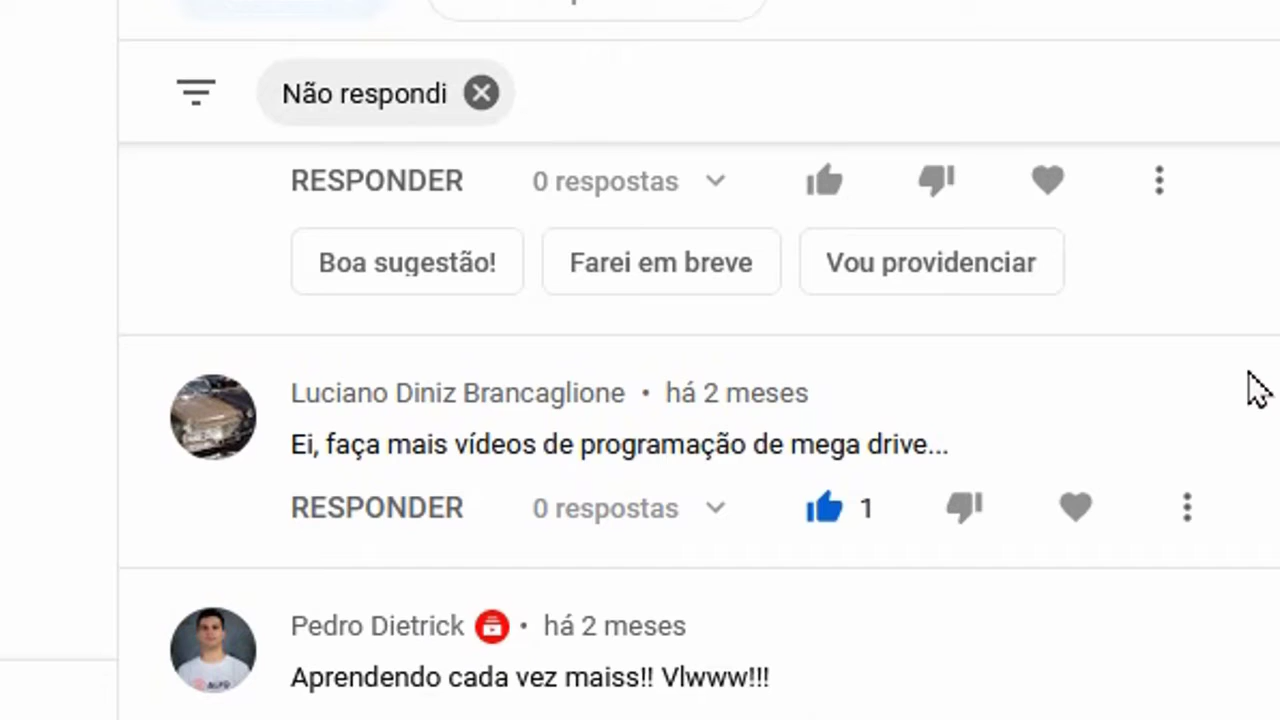 Não respondi
RESPONDER 0 respostas
Boa sugestão! Farei em breve Vou providenciar
Luciano Diniz Brancaglione • há 2 meses
Ei, faça mais vídeos de programação de mega drive...
RESPONDER 0 respostas 1
Pedro Dietrick • há 2 meses
Aprendendo cada vez maiss!! Vlwww!!!